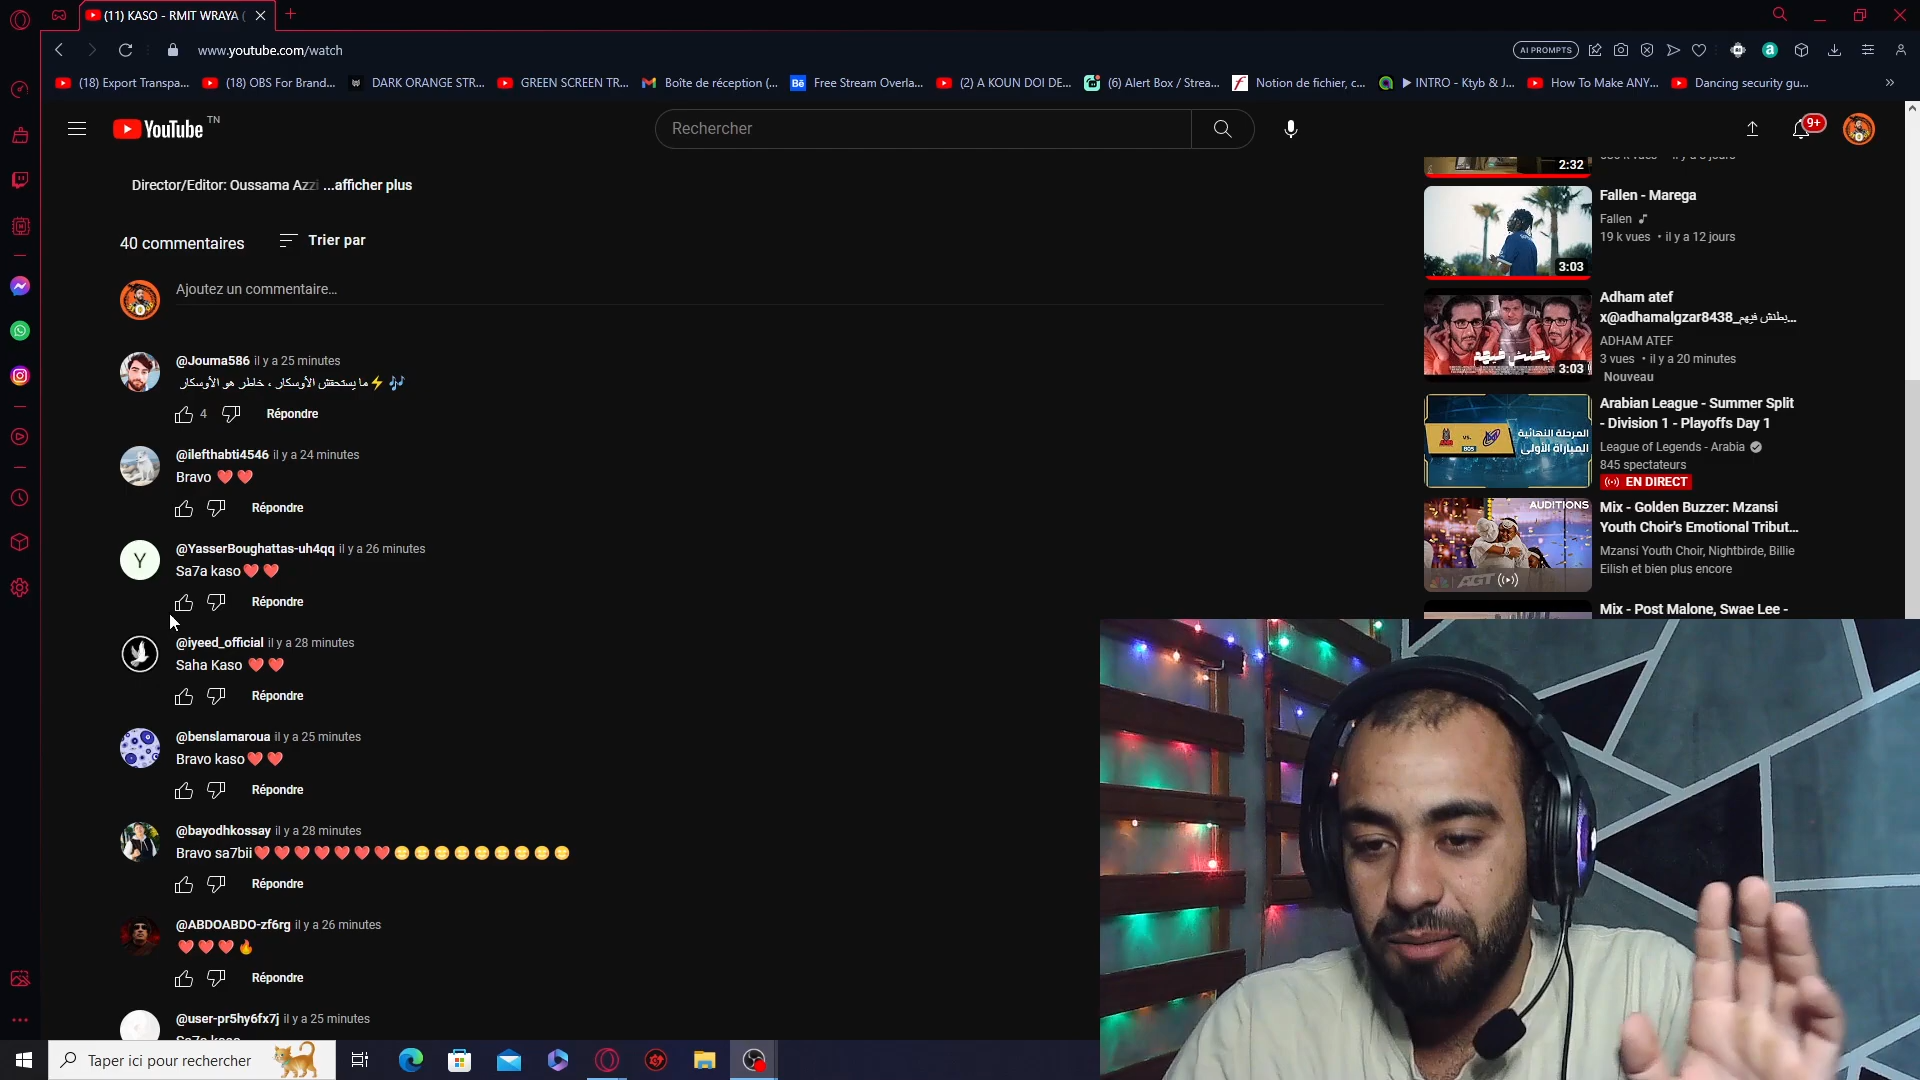 (11) KASO - RMIT WRAYA (
www.youtube.com/watch
AI PROMPTS
(18) Export Transpa...
(18) OBS For Brand...
DARK ORANGE STR...
GREEN SCREEN TR...
Boîte de réception (...
Free Stream Overla...
(2) A KOUN DOI DE...
(6) Alert Box / Strea...
Notion de fichier, c...
INTRO - Ktyb & J...
How To Make ANY...
Dancing security gu...
YouTube TN
Rechercher
9+
Director/Editor: Oussama Azzi ...afficher plus
40 commentaires
Trier par
Ajoutez un commentaire...
@Jouma586 il y a 25 minutes
ما يستحقش الأوسكار ، خاطر هو الأوسكار
4
Répondre
@ilefthabti4546 il y a 24 minutes
Bravo ❤️❤️
Répondre
@YasserBoughattas-uh4qq il y a 26 minutes
Y
Sa7a kaso❤️❤️
Répondre
@iyeed_official il y a 28 minutes
Saha Kaso ❤️❤️
Répondre
@benslamaroua il y a 25 minutes
Bravo kaso❤️❤️
Répondre
@bayodhkossay il y a 28 minutes
Bravo sa7bii
Répondre
@ABDOABDO-zf6rg il y a 26 minutes
❤️❤️❤️🔥
Répondre
@user-pr5hy6fx7j il y a 25 minutes
2:32
Fallen - Marega
Fallen
19 k vues • il y a 12 jours
3:03
Adham atef
x@adhamalgzar8438_بطنش فيهم...
ADHAM ATEF
3 vues • il y a 20 minutes
Nouveau
بطنش فيهم
3:03
Arabian League - Summer Split
- Division 1 - Playoffs Day 1
League of Legends - Arabia
845 spectateurs
EN DIRECT
المرحلة النهائية
المباراة الأولى
VS.
BO5
Mix - Golden Buzzer: Mzansi
Youth Choir's Emotional Tribut...
Mzansi Youth Choir, Nightbirde, Billie
Eilish et bien plus encore
AUDITIONS
AGT
Mix - Post Malone, Swae Lee -
Taper ici pour rechercher